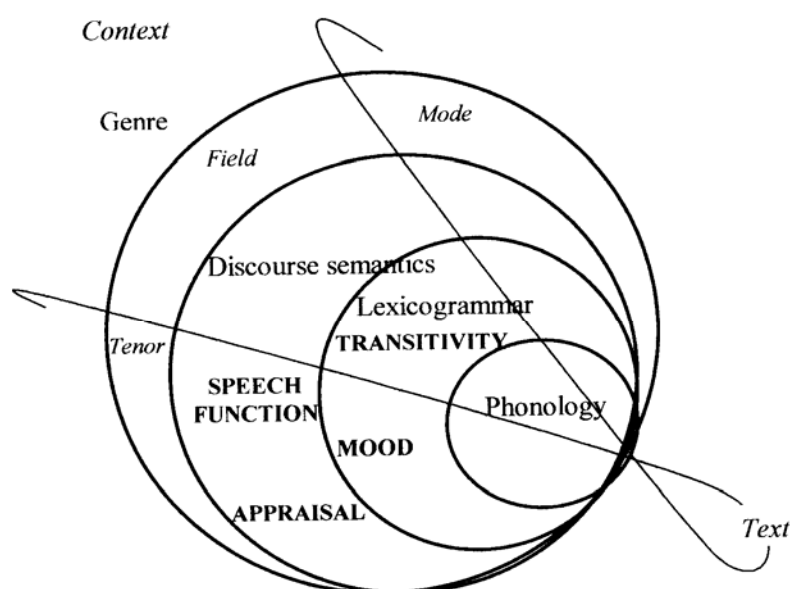 Context
Genre
Mode
Field
Discourse semantics
Lexicogrammar
TRANSITIVITY
Tenor
SPEECH
FUNCTION
Phonology
MOOD
APPRAISAL
Text